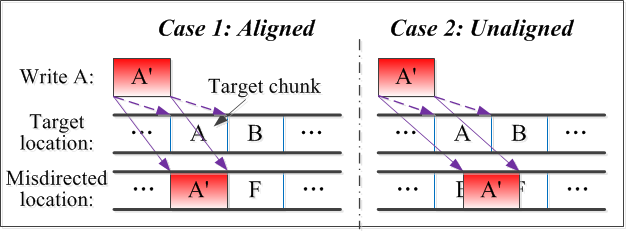 Case 1: Aligned Case 2: Unaligned
Write A: A' A'
Target chunk
Target location: ... A B ... ... A B ...
Misdirected location: ... A' F ... ... A' ...